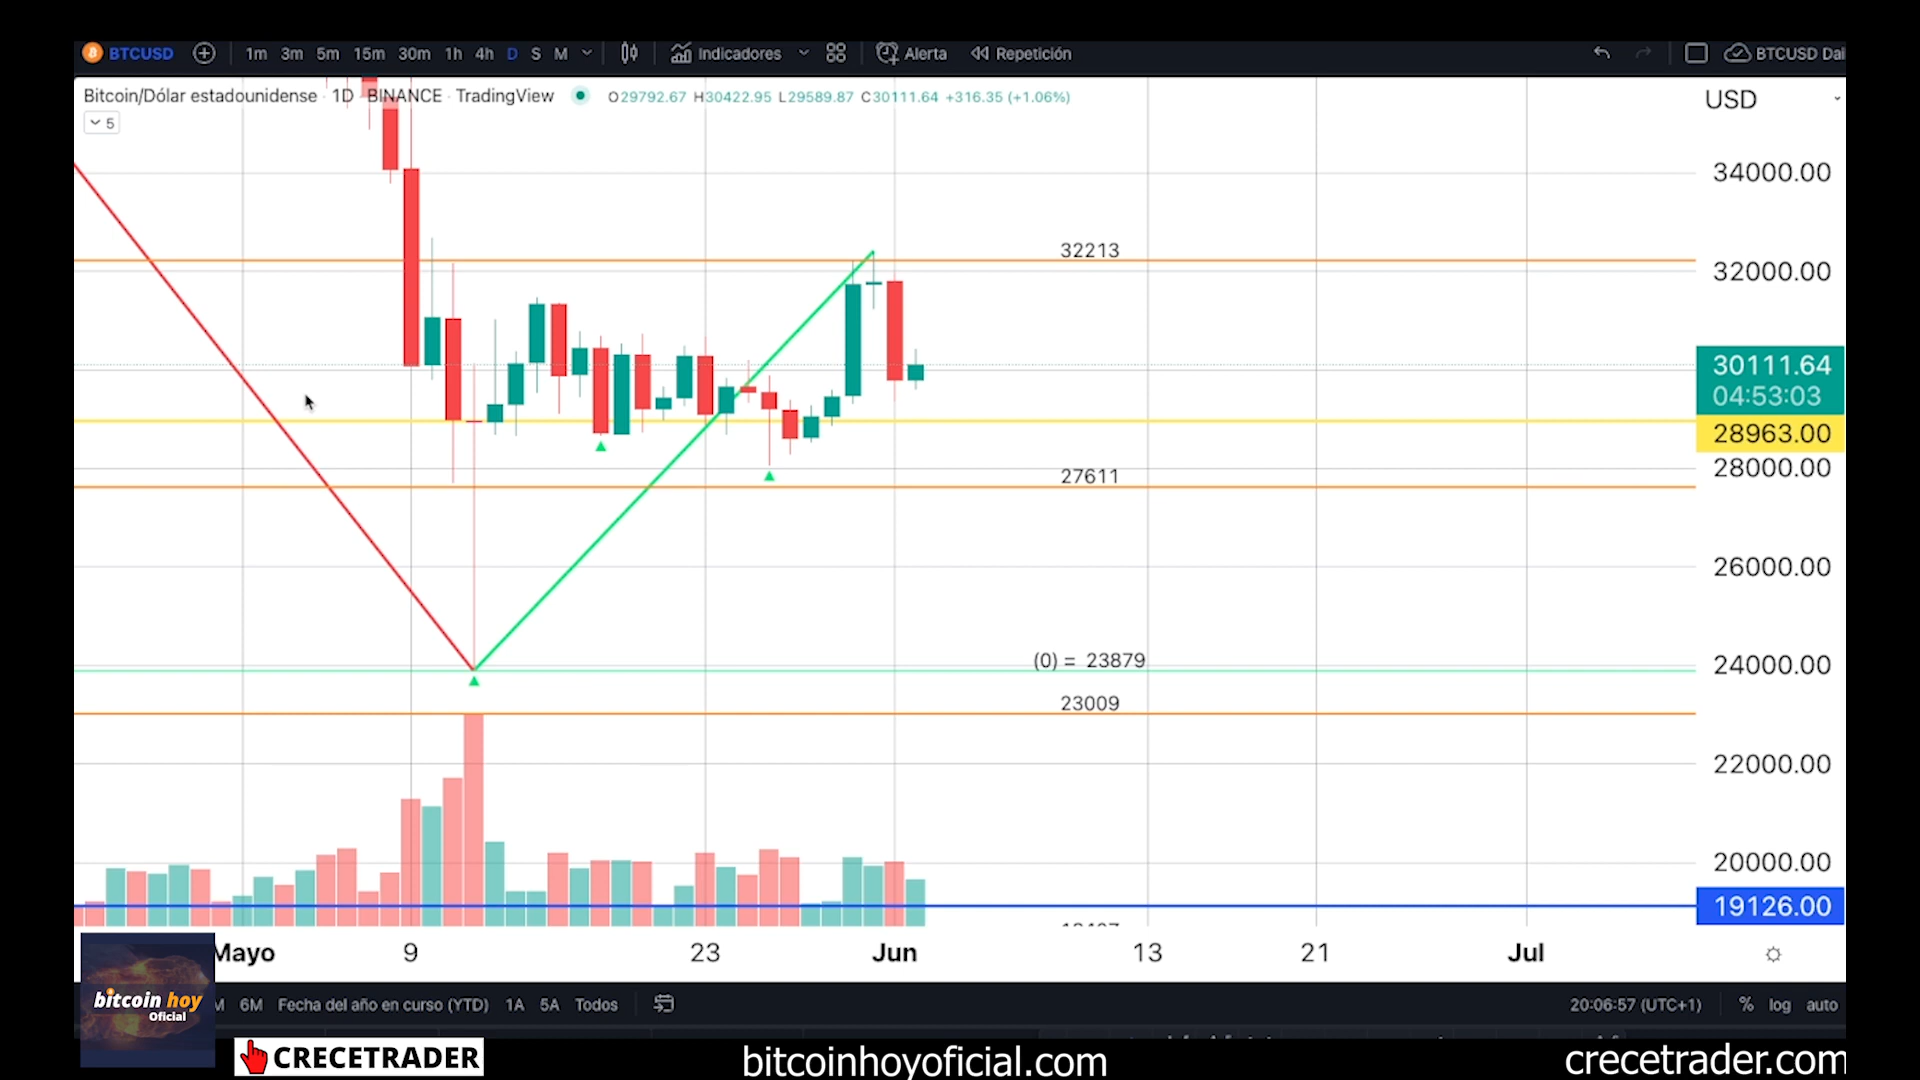 BTCUSD 1m 3m 5m 15m 30m 1h 4h D S M Indicadores Alerta Repetición BTCUSD Dai
Bitcoin/Dólar estadounidense · 1D · BINANCE · TradingView O29792.67 H30422.95 L29589.87 C30111.64 +316.35 (+1.06%)
USD
5
34000.00
32213
32000.00
30111.64
04:53:03
28963.00
28000.00
27611
26000.00
(0) = 23879
24000.00
23009
22000.00
20000.00
19126.00
Mayo 9 23 Jun 13 21 Jul
bitcoin hoy
Oficial
M 6M Fecha del año en curso (YTD) 1A 5A Todos 20:06:57 (UTC+1) % log auto
CRECETRADER
bitcoinhoyoficial.com
crecetrader.com